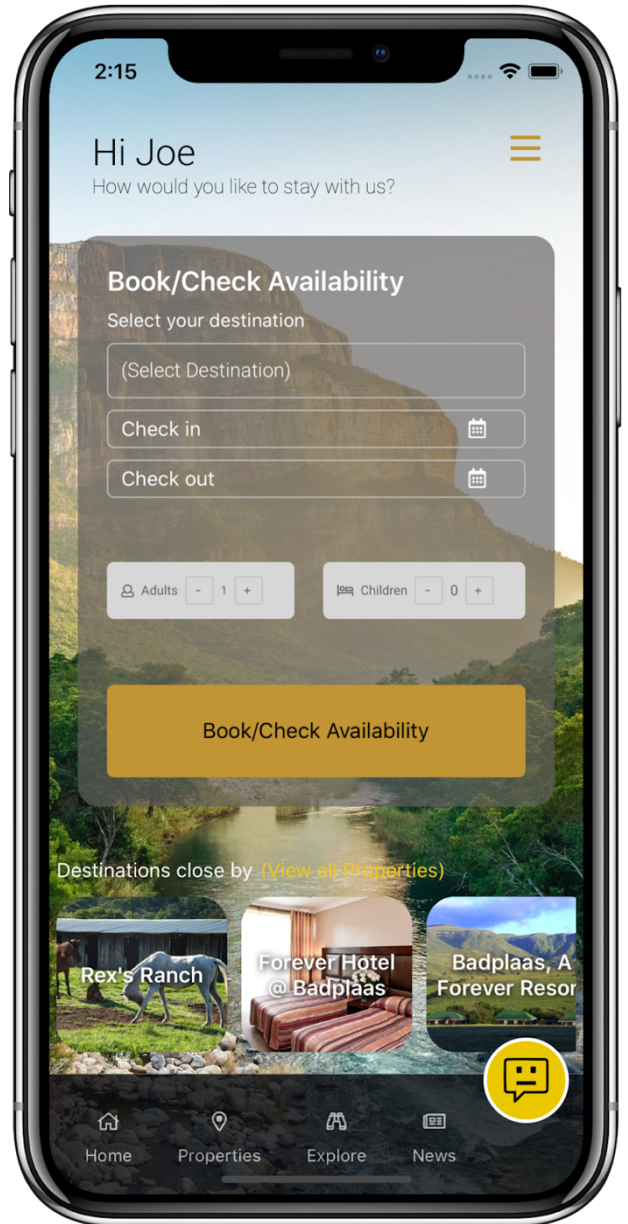 2:15
Hi Joe
How would you like to stay with us?
Book/Check Availability
Select your destination
(Select Destination)
Check in
Check out
Adults - 1 +
Children - 0 +
Book/Check Availability
Destinations close by (View all Properties)
Rex's Ranch
Forever Hotel
@ Badplaas
Badplaas, A
Forever Resor
Home
Properties
Explore
News